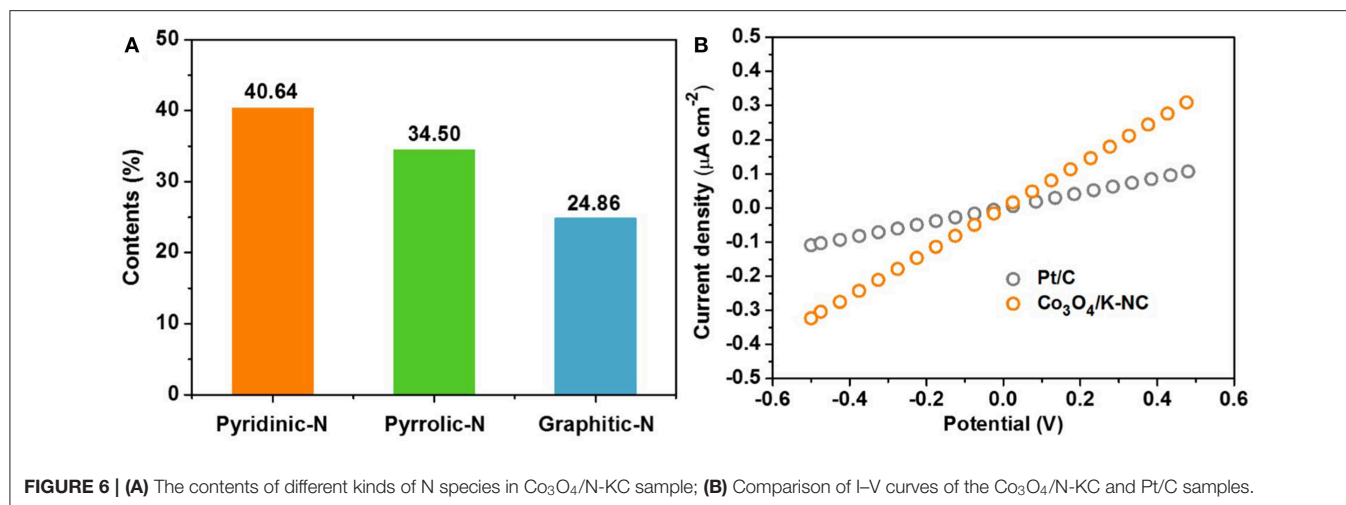 A
Contents (%)
50
40
30
20
10
0
40.64
34.50
24.86
Pyridinic-N Pyrrolic-N Graphitic-N
B
Current density (μA cm⁻²)
0.5
0.4
0.3
0.2
0.1
0.0
-0.1
-0.2
-0.3
-0.4
-0.5
Pt/C
Co₃O₄/K-NC
-0.6 -0.4 -0.2 0.0 0.2 0.4 0.6
Potential (V)
FIGURE 6 | (A) The contents of different kinds of N species in Co₃O₄/N-KC sample; (B) Comparison of I–V curves of the Co₃O₄/N-KC and Pt/C samples.